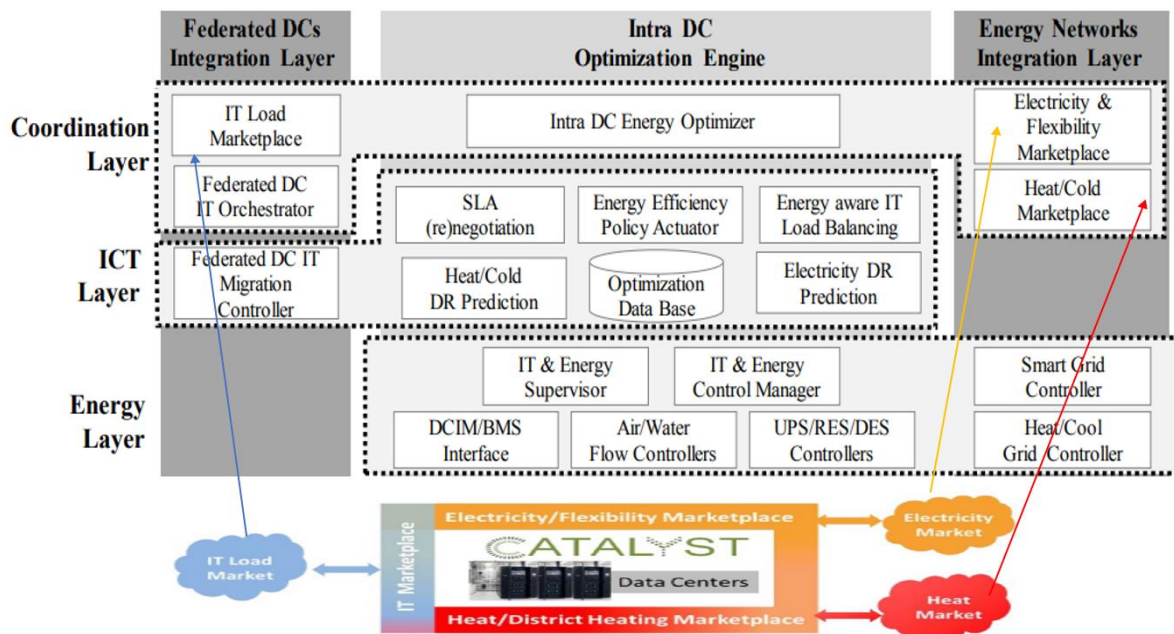 Federated DCs
Integration Layer
Intra DC
Optimization Engine
Energy Networks
Integration Layer
Coordination
Layer
IT Load
Marketplace
Intra DC Energy Optimizer
Electricity &
Flexibility
Marketplace
Federated DC
IT Orchestrator
Heat/Cold
Marketplace
SLA
(re)negotiation
Energy Efficiency
Policy Actuator
Energy aware IT
Load Balancing
ICT
Layer
Federated DC IT
Migration
Controller
Heat/Cold
DR Prediction
Optimization
Data Base
Electricity DR
Prediction
Energy
Layer
IT & Energy
Supervisor
IT & Energy
Control Manager
Smart Grid
Controller
DCIM/BMS
Interface
Air/Water
Flow Controllers
UPS/RES/DES
Controllers
Heat/Cool
Grid Controller
IT Load
Market
IT Marketplace
Electricity/Flexibility Marketplace
CATALYST
Data Centers
Heat/District Heating Marketplace
Electricity
Market
Heat
Market